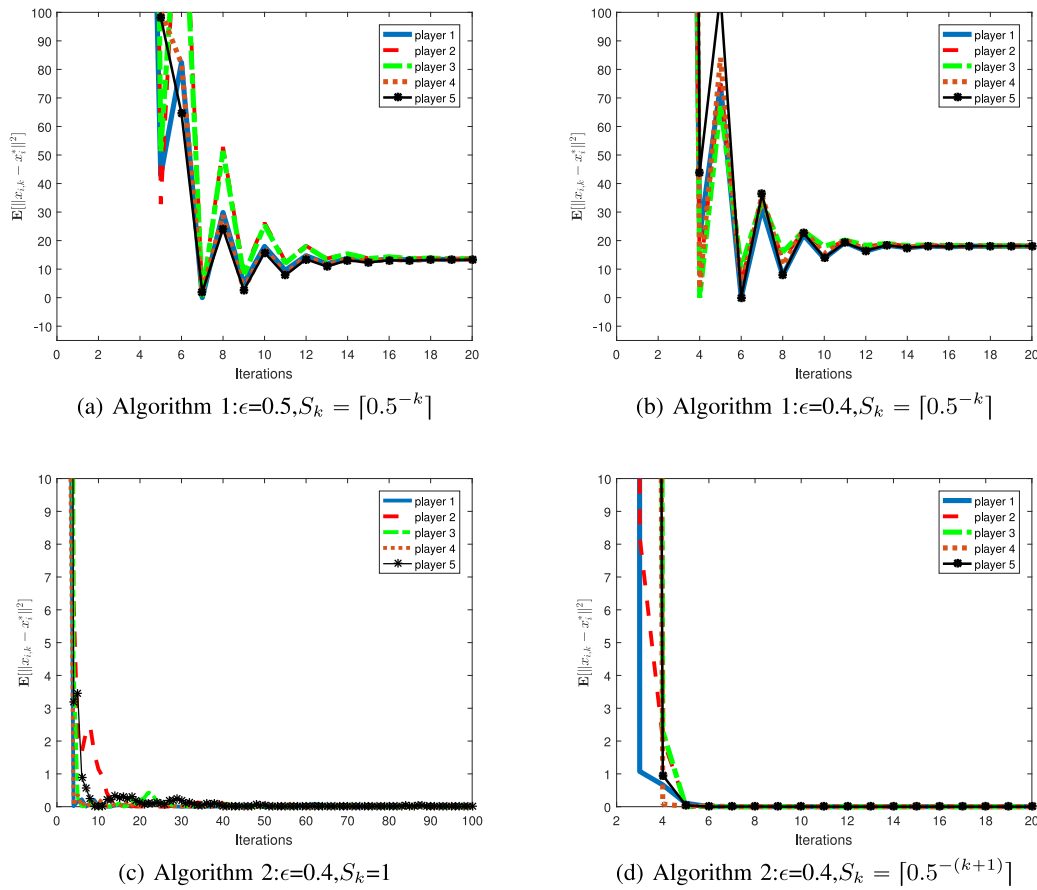 100
90
80
70
60
50
40
30
20
10
0
-10
E[||x_{i,k} − x_i^*||^2]
player 1
player 2
player 3
player 4
player 5
0 2 4 6 8 10 12 14 16 18 20
Iterations
(a) Algorithm 1:ϵ=0.5,S_k = ⌈0.5^{-k}⌉
100
90
80
70
60
50
40
30
20
10
0
-10
E[||x_{i,k} − x_i^*||^2]
player 1
player 2
player 3
player 4
player 5
0 2 4 6 8 10 12 14 16 18 20
Iterations
(b) Algorithm 1:ϵ=0.4,S_k = ⌈0.5^{-k}⌉
10
9
8
7
6
5
4
3
2
1
0
E[||x_{i,k} − x_i^*||^2]
player 1
player 2
player 3
player 4
player 5
0 10 20 30 40 50 60 70 80 90 100
Iterations
(c) Algorithm 2:ϵ=0.4,S_k=1
10
9
8
7
6
5
4
3
2
1
0
E[||x_{i,k} − x_i^*||^2]
player 1
player 2
player 3
player 4
player 5
2 4 6 8 10 12 14 16 18 20
Iterations
(d) Algorithm 2:ϵ=0.4,S_k = ⌈0.5^{-(k+1)}⌉